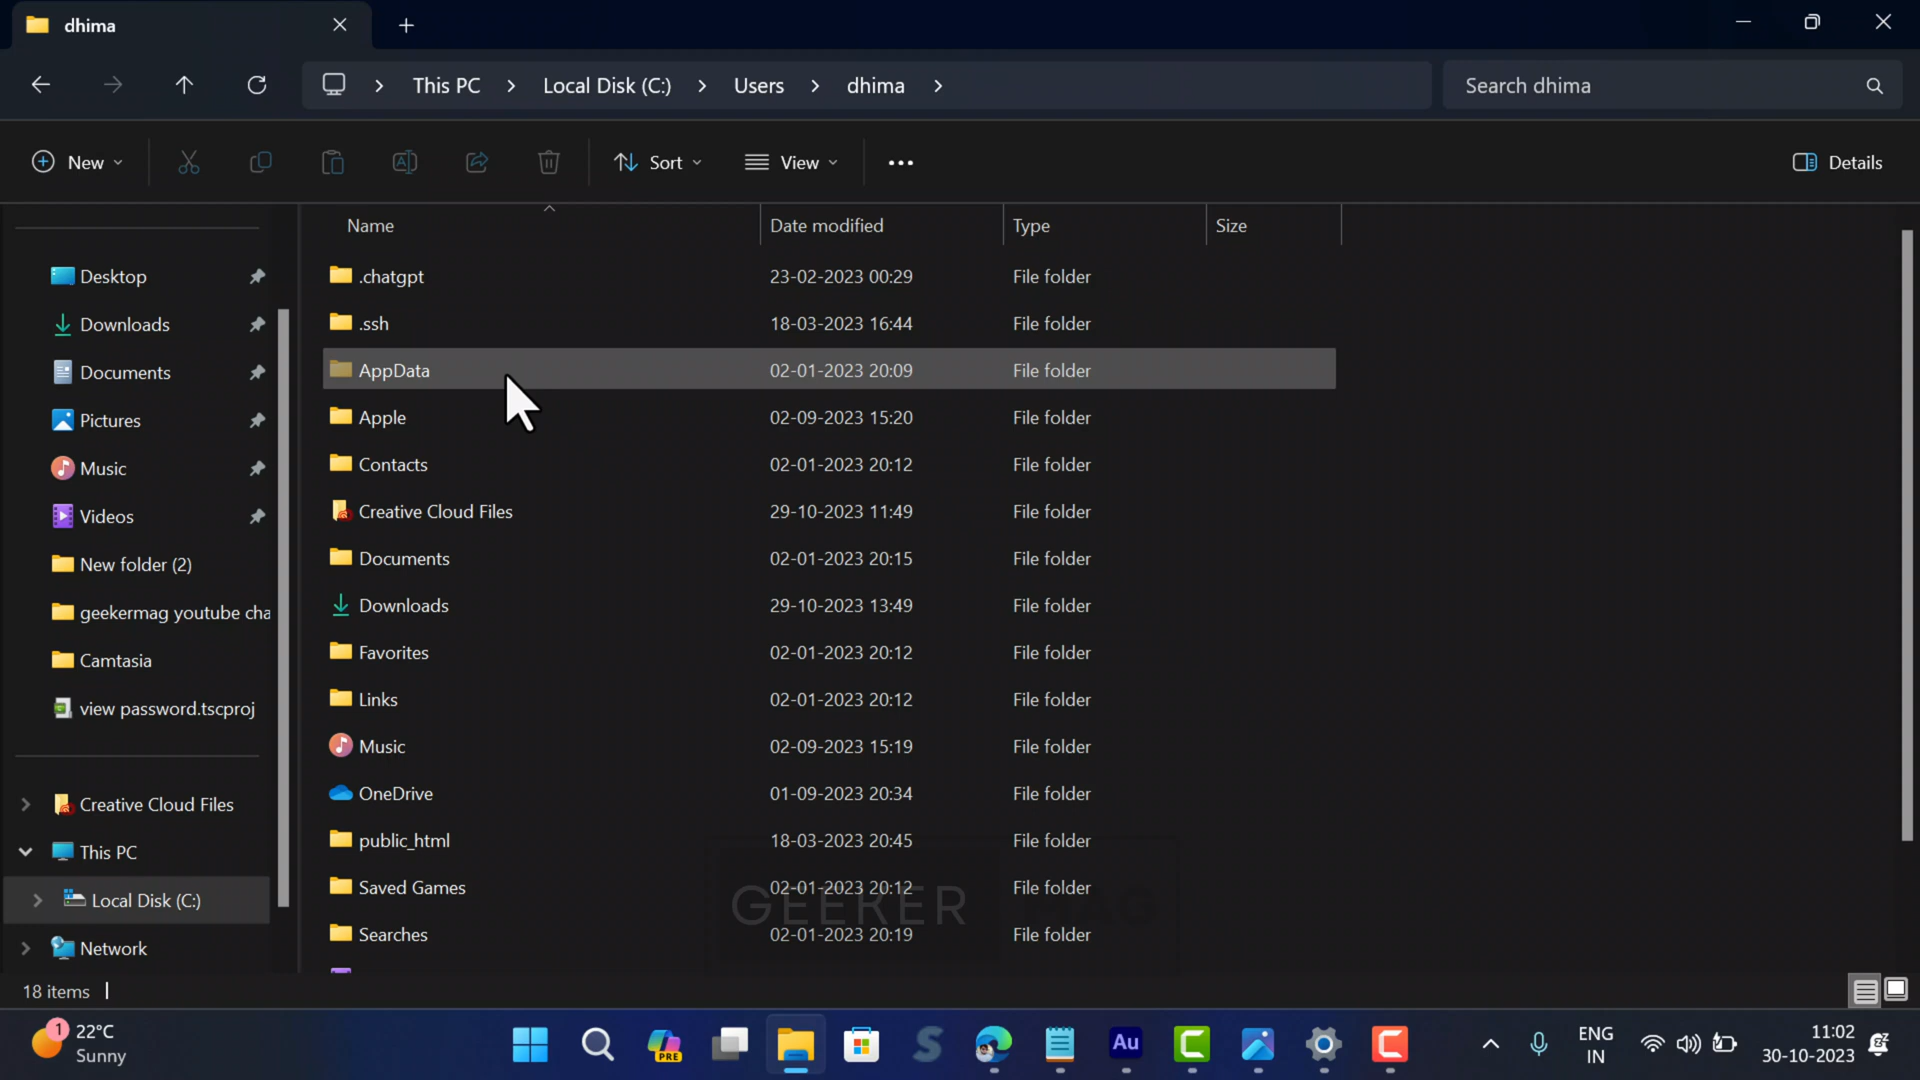 dhima
This PC > Local Disk (C:) > Users > dhima >
Search dhima
New
Sort
View
Details
Name Date modified Type Size
Desktop
Downloads
Documents
Pictures
Music
Videos
New folder (2)
geekermag youtube cha
Camtasia
view password.tscproj
Creative Cloud Files
This PC
Local Disk (C:)
Network
.chatgpt 23-02-2023 00:29 File folder
.ssh 18-03-2023 16:44 File folder
AppData 02-01-2023 20:09 File folder
Apple 02-09-2023 15:20 File folder
Contacts 02-01-2023 20:12 File folder
Creative Cloud Files 29-10-2023 11:49 File folder
Documents 02-01-2023 20:15 File folder
Downloads 29-10-2023 13:49 File folder
Favorites 02-01-2023 20:12 File folder
Links 02-01-2023 20:12 File folder
Music 02-09-2023 15:19 File folder
OneDrive 01-09-2023 20:34 File folder
public_html 18-03-2023 20:45 File folder
Saved Games 02-01-2023 20:12 File folder
Searches 02-01-2023 20:19 File folder
GEEKER MAG
18 items
1
22°C
Sunny
PRE
Au
ENG
IN
11:02
30-10-2023